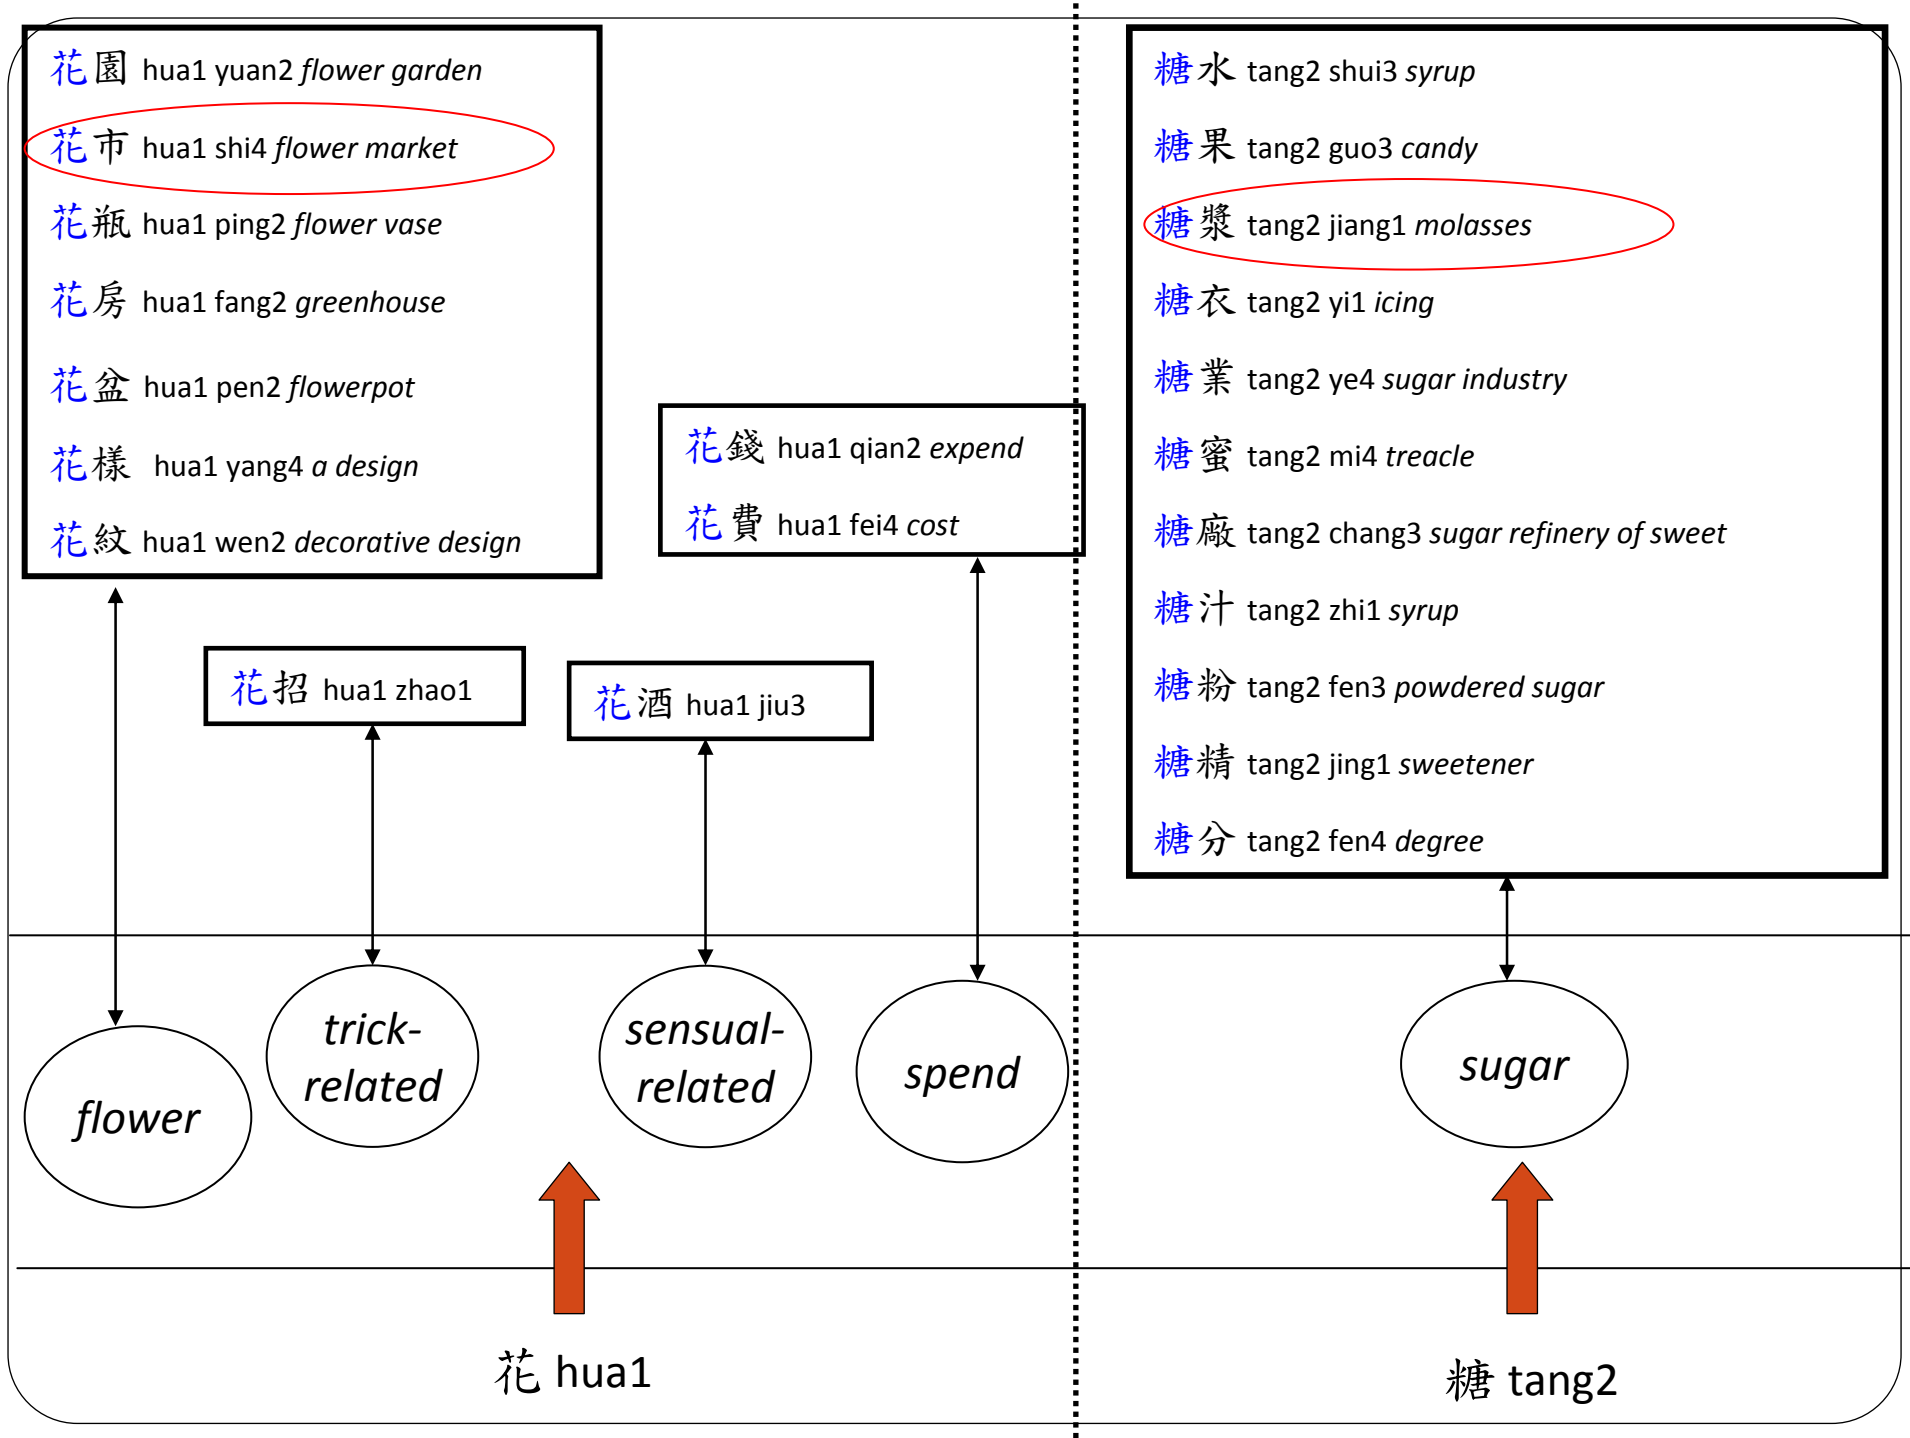 花園 hua1 yuan2 flower garden
花市 hua1 shi4 flower market
花瓶 hua1 ping2 flower vase
花房 hua1 fang2 greenhouse
花盆 hua1 pen2 flowerpot
花樣 hua1 yang4 a design
花紋 hua1 wen2 decorative design
花招 hua1 zhao1
花酒 hua1 jiu3
花錢 hua1 qian2 expend
花費 hua1 fei4 cost
flower
trick-
related
sensual-
related
spend
花 hua1
糖水 tang2 shui3 syrup
糖果 tang2 guo3 candy
糖漿 tang2 jiang1 molasses
糖衣 tang2 yi1 icing
糖業 tang2 ye4 sugar industry
糖蜜 tang2 mi4 treacle
糖廠 tang2 chang3 sugar refinery of sweet
糖汁 tang2 zhi1 syrup
糖粉 tang2 fen3 powdered sugar
糖精 tang2 jing1 sweetener
糖分 tang2 fen4 degree
sugar
糖 tang2